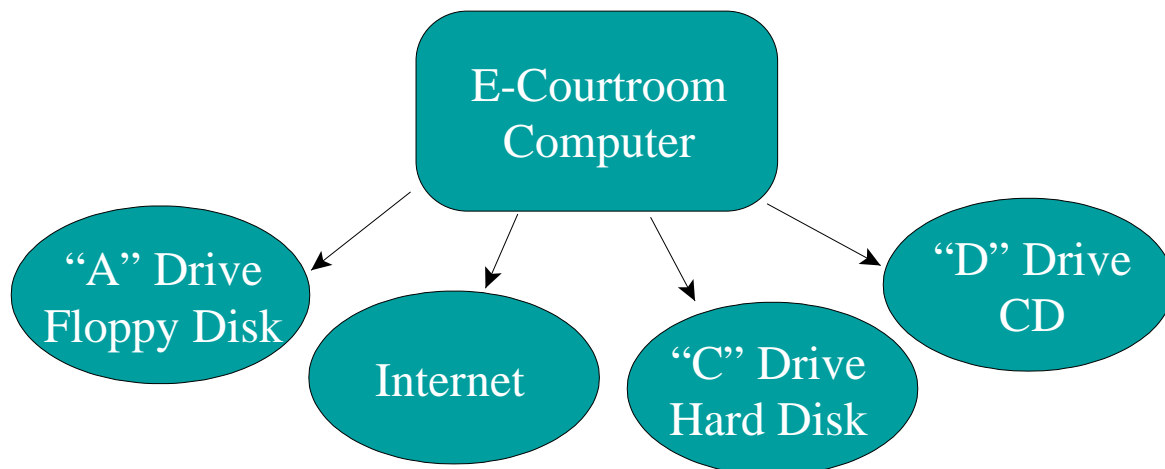 E-Courtroom
Computer
“A” Drive
Floppy Disk
Internet
“C” Drive
Hard Disk
“D” Drive
CD